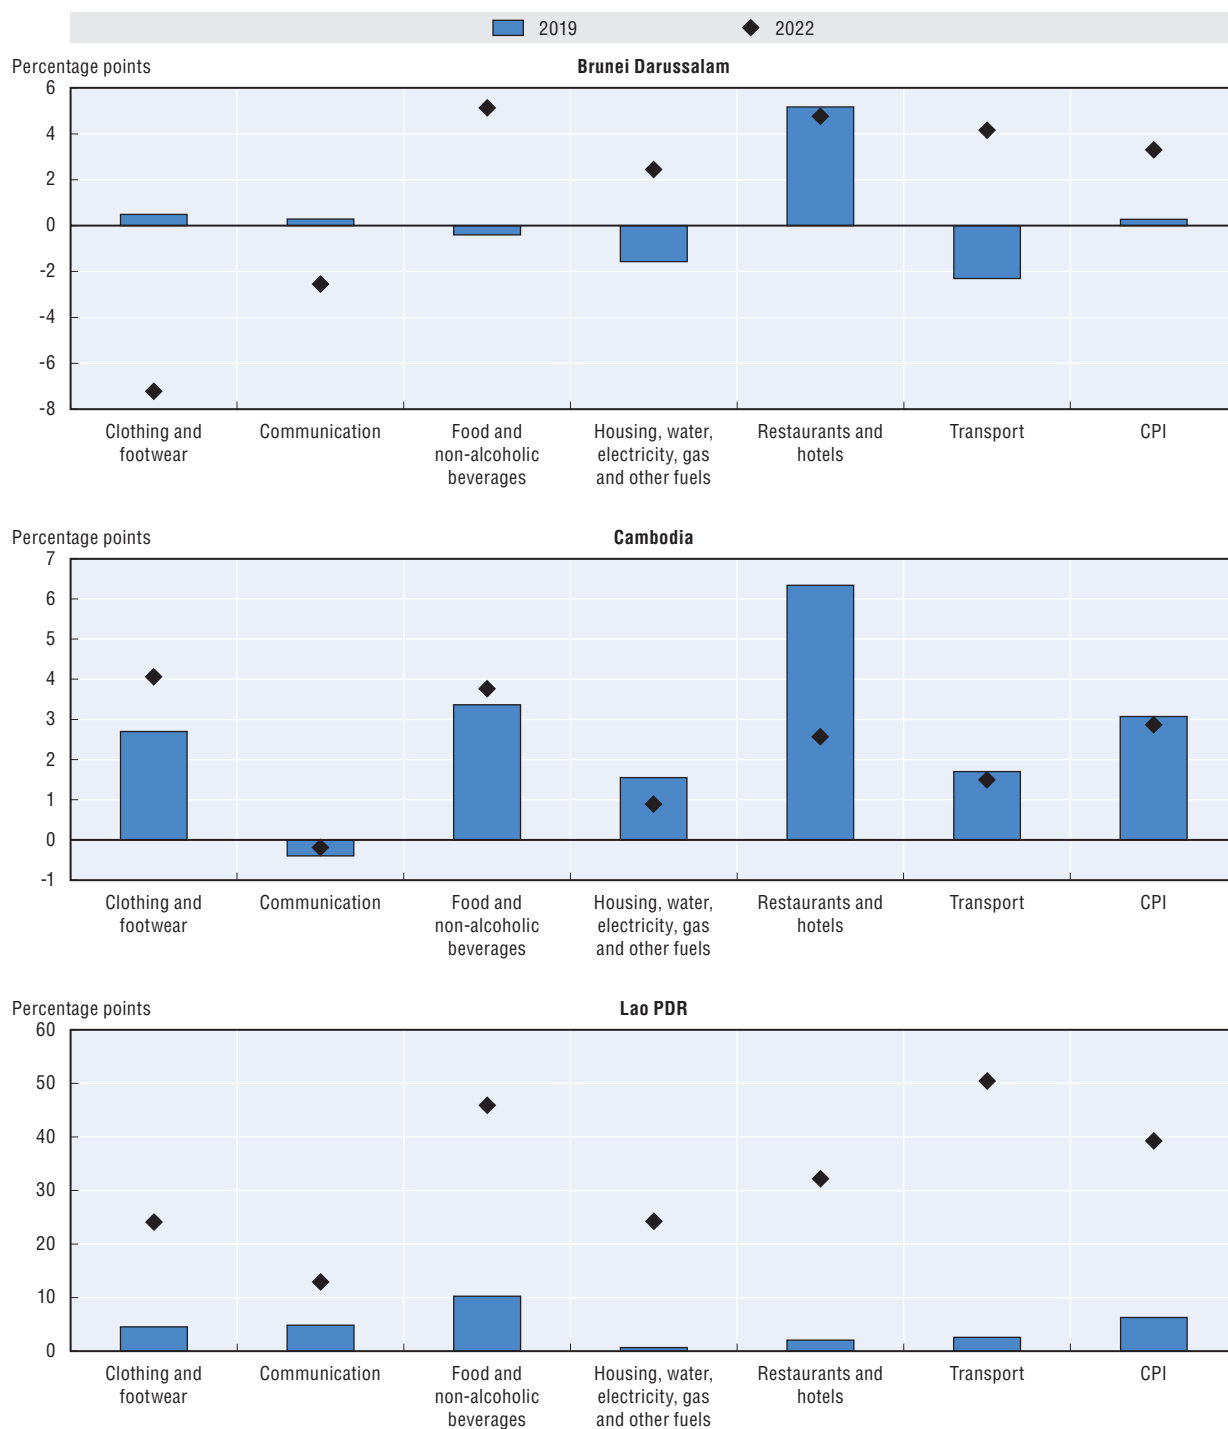 2019 2022
Percentage points
Brunei Darussalam
6
4
2
0
-2
-4
-6
-8
Clothing and
footwear
Communication
Food and
non-alcoholic
beverages
Housing, water,
electricity, gas
and other fuels
Restaurants and
hotels
Transport
CPI
Percentage points
Cambodia
7
6
5
4
3
2
1
0
-1
Clothing and
footwear
Communication
Food and
non-alcoholic
beverages
Housing, water,
electricity, gas
and other fuels
Restaurants and
hotels
Transport
CPI
Percentage points
Lao PDR
60
50
40
30
20
10
0
Clothing and
footwear
Communication
Food and
non-alcoholic
beverages
Housing, water,
electricity, gas
and other fuels
Restaurants and
hotels
Transport
CPI